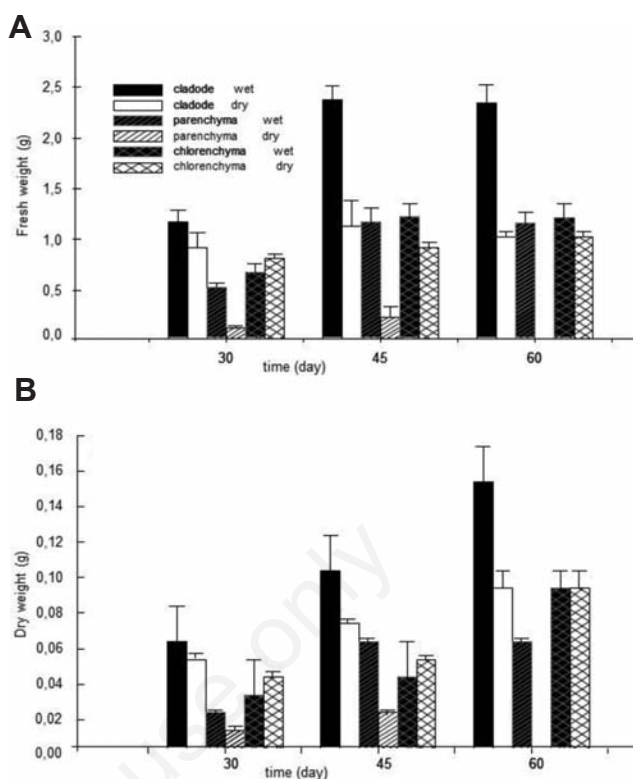 A
Fresh weight (g)
3,0
2,5
2,0
1,5
1,0
0,5
0,0
cladode wet
cladode dry
parenchyma wet
parenchyma dry
chlorenchyma wet
chlorenchyma dry
30 45 60
time (day)
B
Dry weight (g)
0,18
0,16
0,14
0,12
0,10
0,08
0,06
0,04
0,02
0,00
30 45 60
time (day)
use only